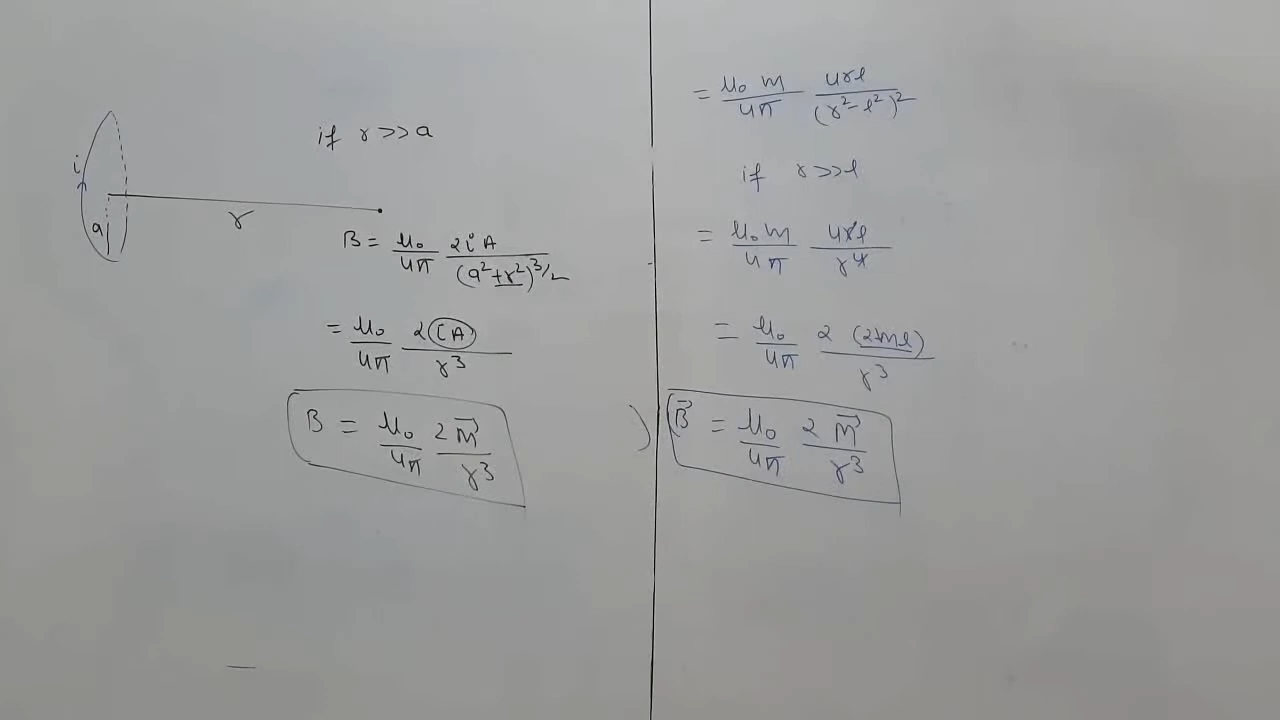 if r >> a
i
a
r
B = μ₀/4π 2iA/(a²+r²)^3/2
= μ₀/4π 2(iA)/r³
B = μ₀/4π 2M⃗/r³
= μ₀ m/4π 4rl/(r²-l²)²
if r >> l
= μ₀ m/4π 4rl/r⁴
= μ₀/4π 2(2ml)/r³
B⃗ = μ₀/4π 2M⃗/r³